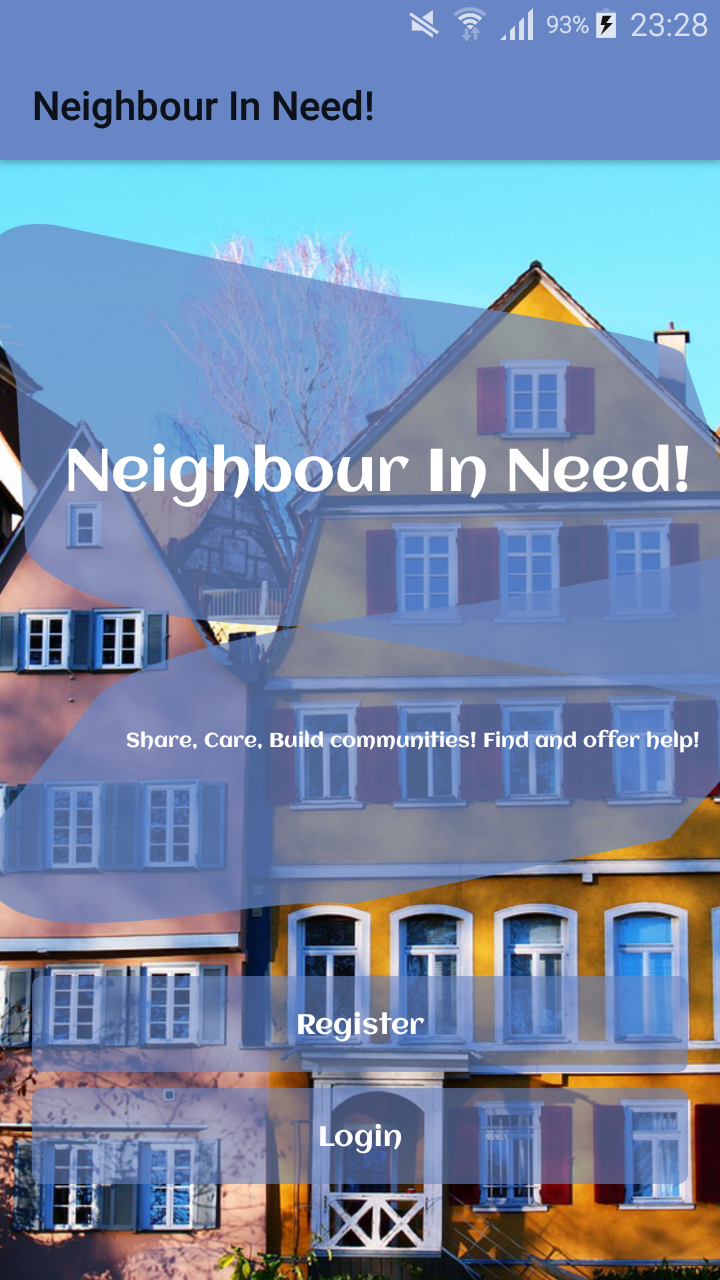 93% 23:28
Neighbour In Need!
Neighbour In Need!
Share, Care, Build communities! Find and offer help!
Register
Login